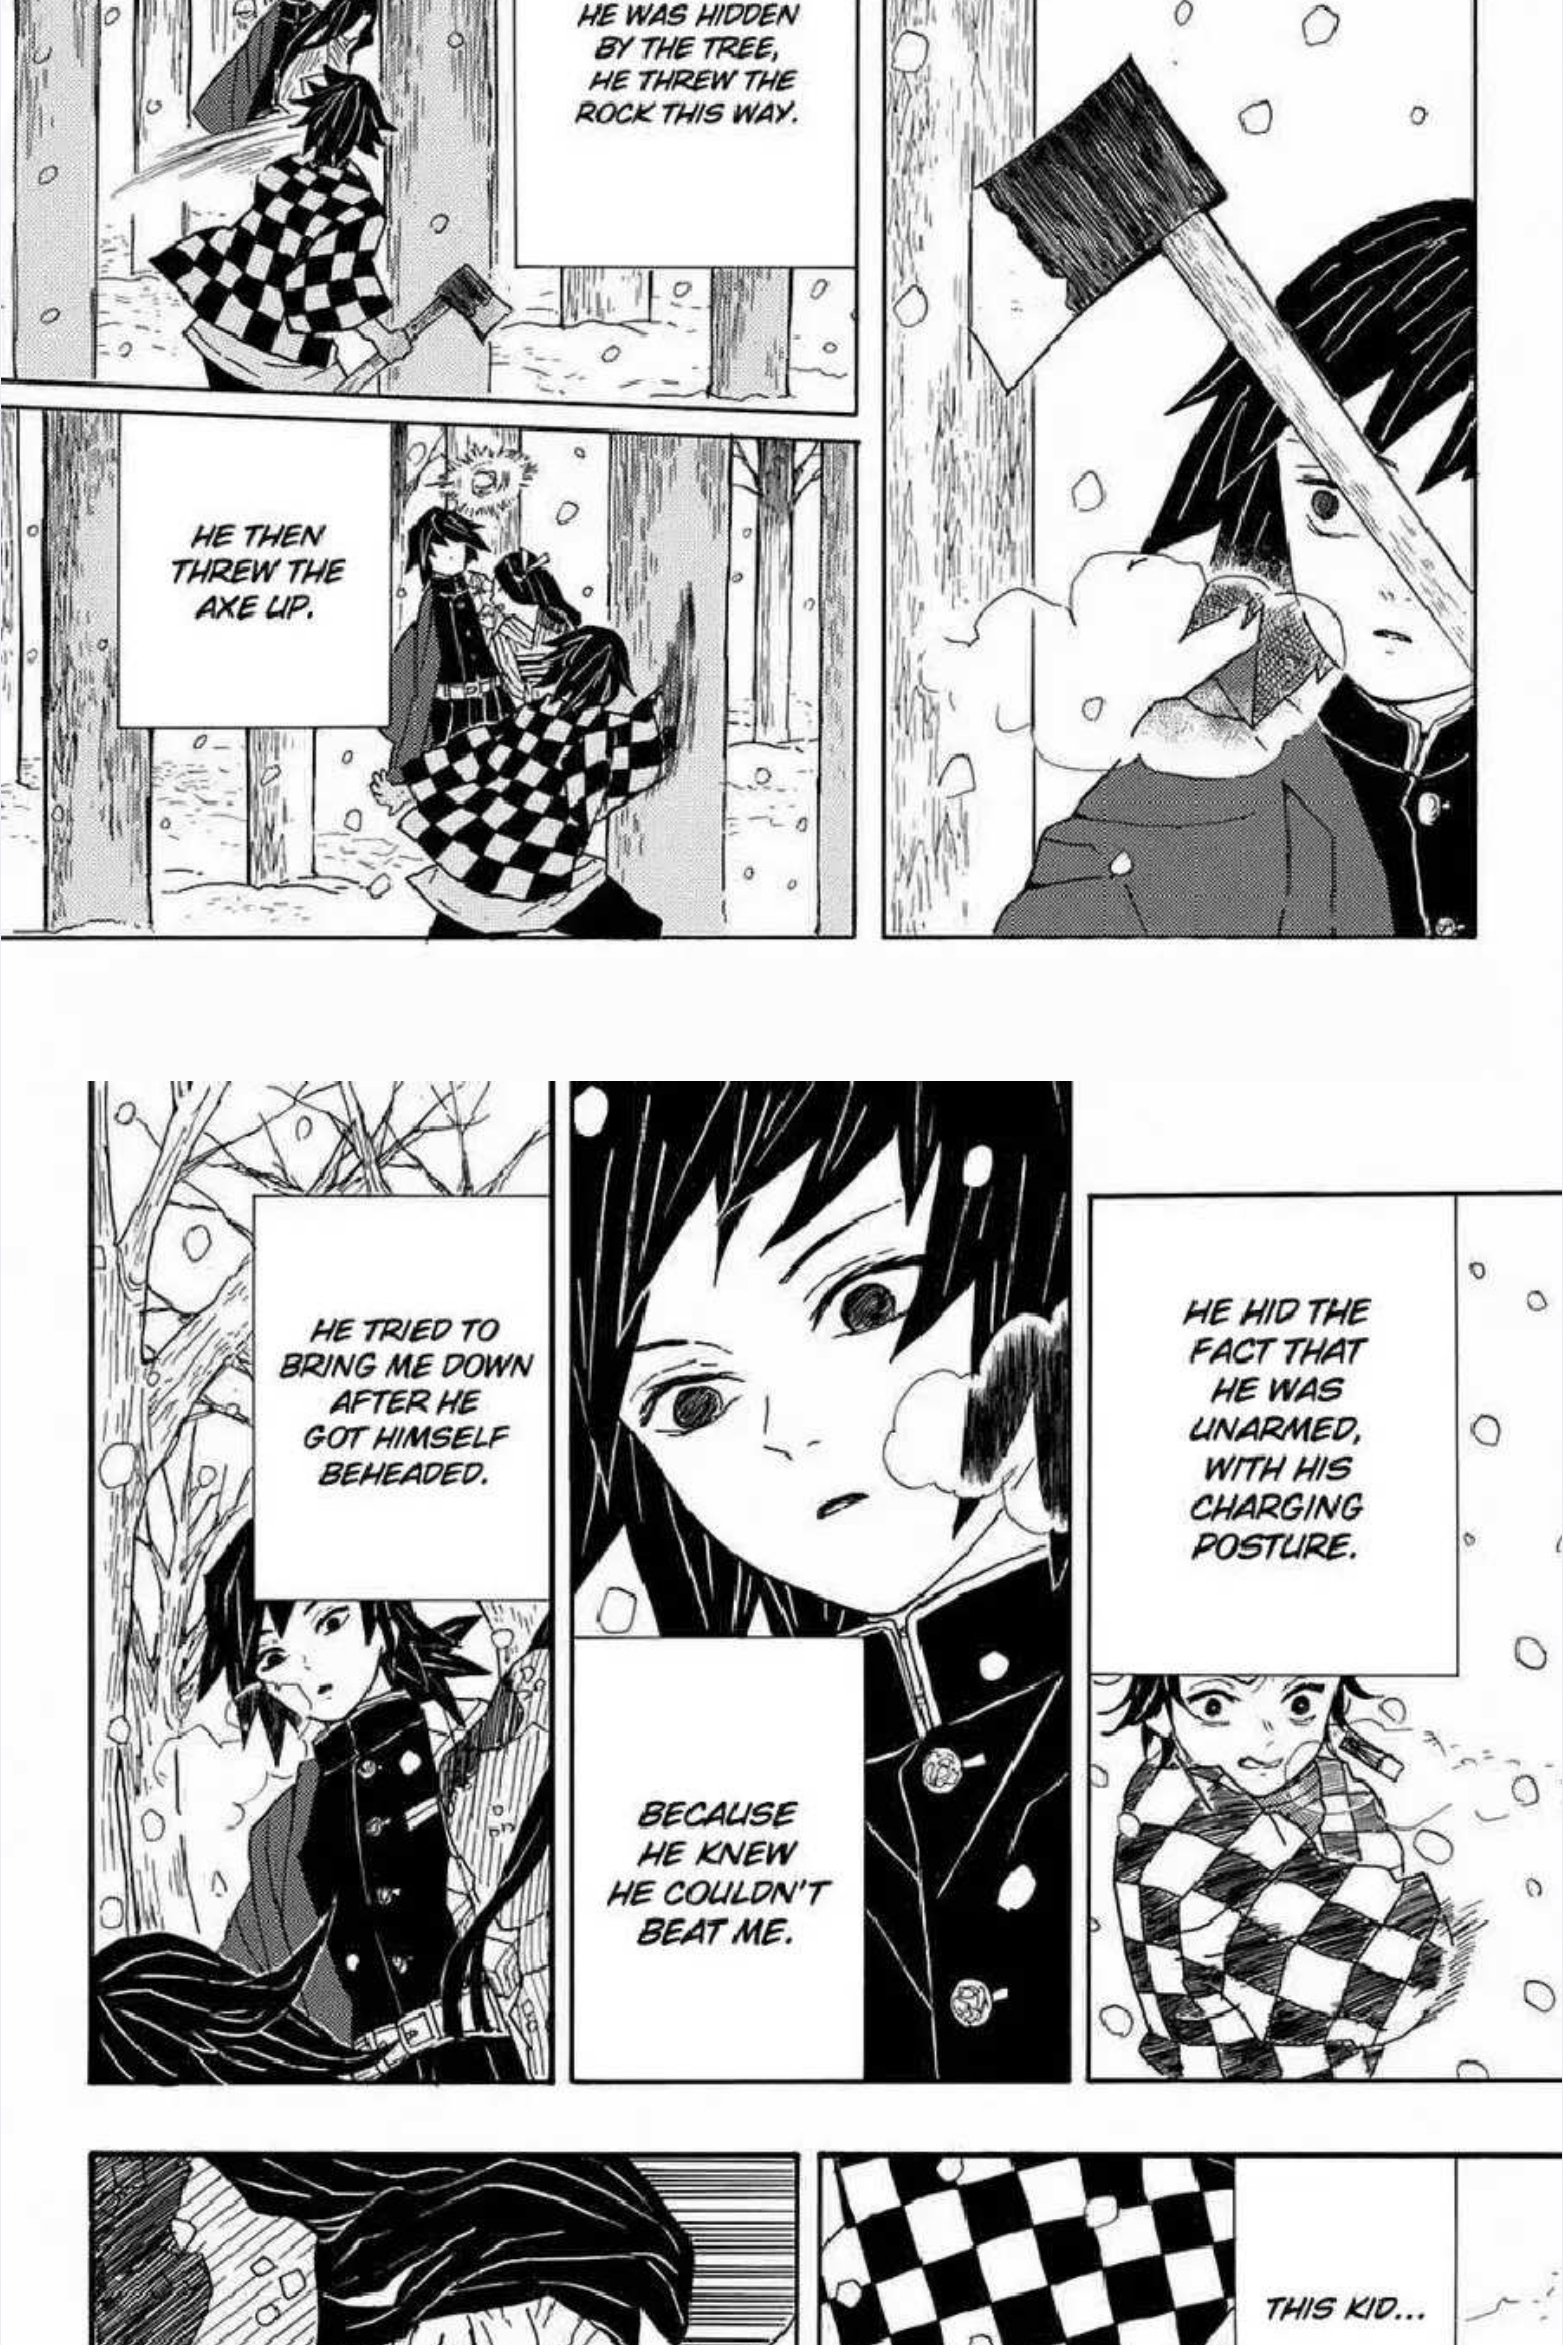 HE WAS HIDDEN
BY THE TREE,
HE THREW THE
ROCK THIS WAY.
HE THEN
THREW THE
AXE UP.
HE HID THE
FACT THAT
HE WAS
UNARMED,
WITH HIS
CHARGING
POSTURE.
BECAUSE
HE KNEW
HE COULDN'T
BEAT ME.
HE TRIED TO
BRING ME DOWN
AFTER HE
GOT HIMSELF
BEHEADED.
THIS KID...